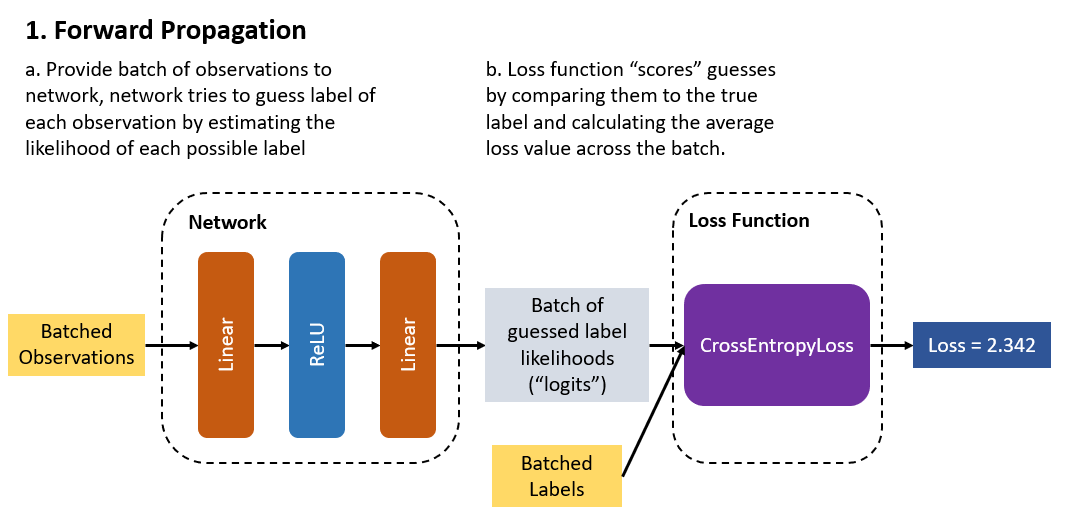 1. Forward Propagation
a. Provide batch of observations to
network, network tries to guess label of
each observation by estimating the
likelihood of each possible label
b. Loss function “scores” guesses
by comparing them to the true
label and calculating the average
loss value across the batch.
Network
Loss Function
Batched
Observations
Linear
ReLU
Linear
Batch of
guessed label
likelihoods
(“logits”)
CrossEntropyLoss
Loss = 2.342
Batched
Labels